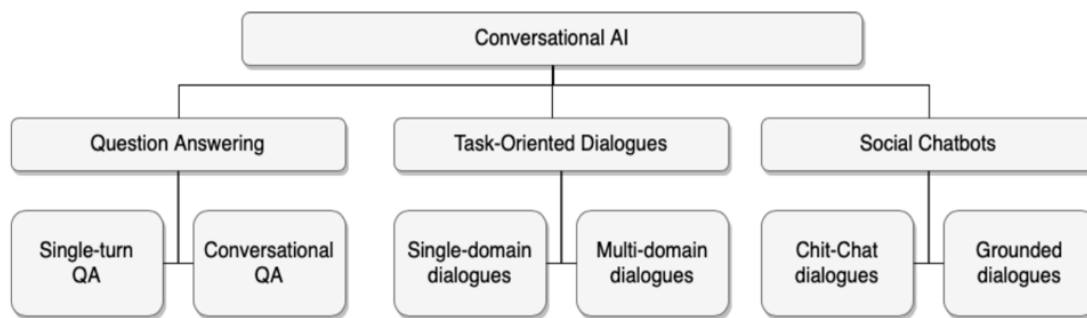 Conversational AI
Question Answering
Task-Oriented Dialogues
Social Chatbots
Single-turn
QA
Conversational
QA
Single-domain
dialogues
Multi-domain
dialogues
Chit-Chat
dialogues
Grounded
dialogues